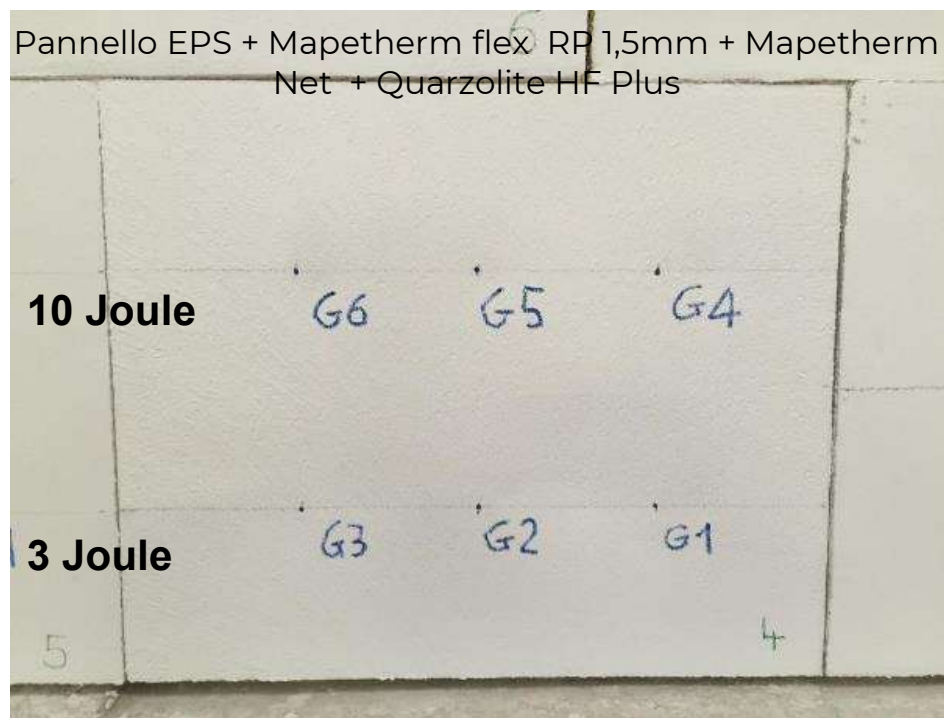 6
Pannello EPS + Mapetherm flex RP 1,5mm + Mapetherm
Net + Quarzolite HF Plus
10 Joule
G6 G5 G4
3 Joule
G3 G2 G1
5
4